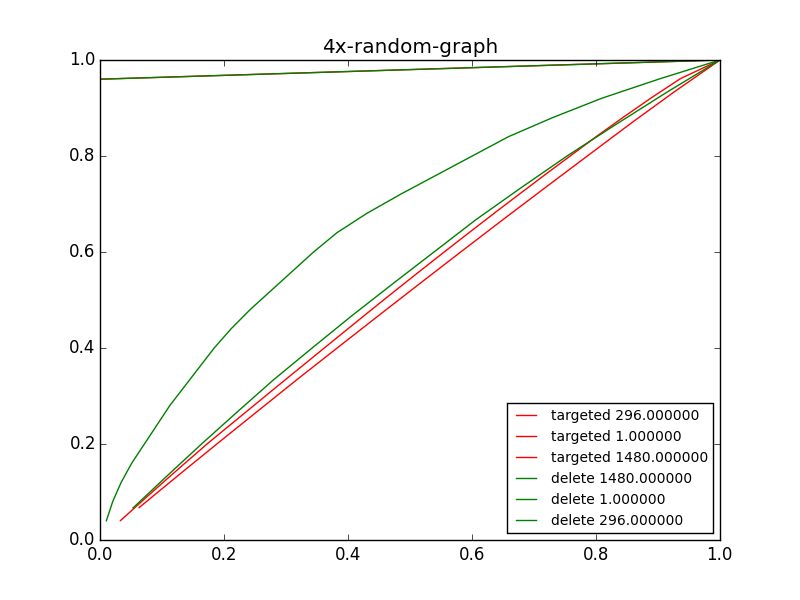 4x-random-graph
1.0
0.8
0.6
0.4
0.2
0.0
targeted 296.000000
targeted 1.000000
targeted 1480.000000
delete 1480.000000
delete 1.000000
delete 296.000000
0.0 0.2 0.4 0.6 0.8 1.0